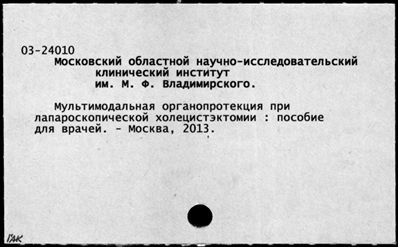 03-24010
Московский областной научно-исследовательский
клинический институт
им. М. Ф. Владимирского.
Мультимодальная органопротекция при
лапароскопической холецистэктомии : пособие
для врачей. - Москва, 2013.